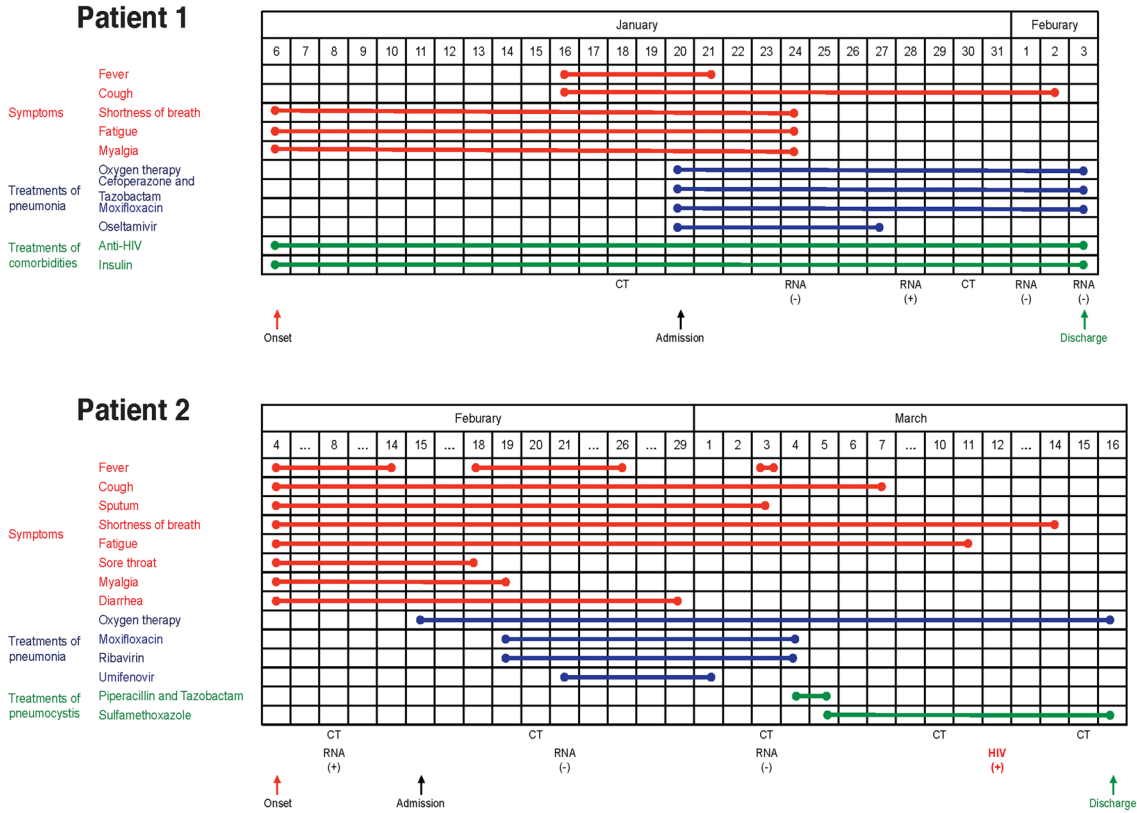 Patient 1
January Feburary
6 7 8 9 10 11 12 13 14 15 16 17 18 19 20 21 22 23 24 25 26 27 28 29 30 31 1 2 3
Fever
Cough
Symptoms Shortness of breath
Fatigue
Myalgia
Oxygen therapy
Treatments of pneumonia
Cefoperazone and
Tazobactam
Moxifloxacin
Oseltamivir
Treatments of comorbidities
Anti-HIV
Insulin
CT RNA RNA CT RNA RNA
(-) (+) (-) (-)
Onset Admission Discharge
Patient 2
Feburary March
4 ... 8 ... 14 15 ... 18 19 20 21 ... 26 ... 29 1 2 3 4 5 6 7 ... 10 11 12 ... 14 15 16
Fever
Cough
Sputum
Symptoms Shortness of breath
Fatigue
Sore throat
Myalgia
Diarrhea
Oxygen therapy
Treatments of pneumonia
Moxifloxacin
Ribavirin
Umifenovir
Treatments of pneumocystis
Piperacillin and Tazobactam
Sulfamethoxazole
CT CT CT CT CT
RNA RNA RNA HIV
(+) (-) (-) (+)
Onset Admission Discharge